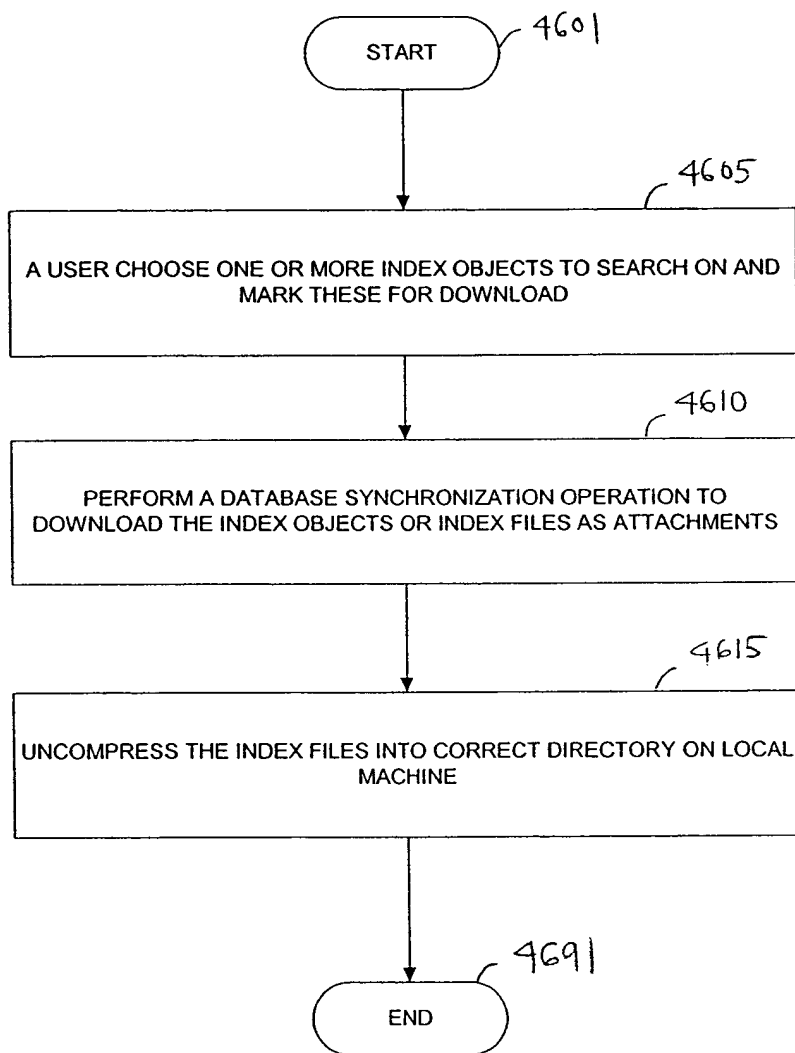 4601
START
4605
A USER CHOOSE ONE OR MORE INDEX OBJECTS TO SEARCH ON AND
MARK THESE FOR DOWNLOAD
4610
PERFORM A DATABASE SYNCHRONIZATION OPERATION TO
DOWNLOAD THE INDEX OBJECTS OR INDEX FILES AS ATTACHMENTS
4615
UNCOMPRESS THE INDEX FILES INTO CORRECT DIRECTORY ON LOCAL
MACHINE
4691
END